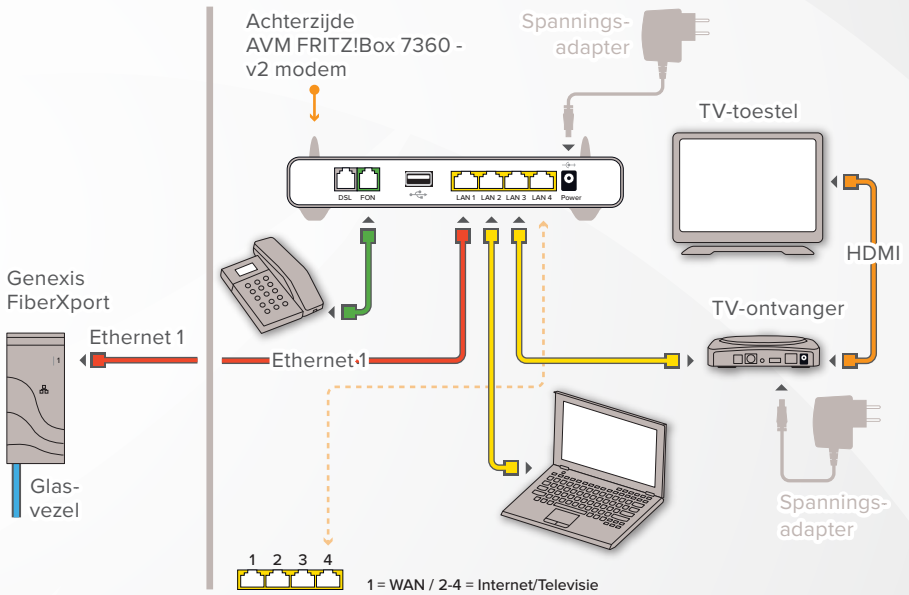 Achterzijde
AVM FRITZ!Box 7360 -
v2 modem
Spannings-
adapter
TV-toestel
DSL FON LAN 1 LAN 2 LAN 3 LAN 4 Power
HDMI
Genexis
FiberXport
Ethernet 1
1
Ethernet 1
TV-ontvanger
Glas-
vezel
Spannings-
adapter
1 2 3 4
1 = WAN / 2-4 = Internet/Televisie